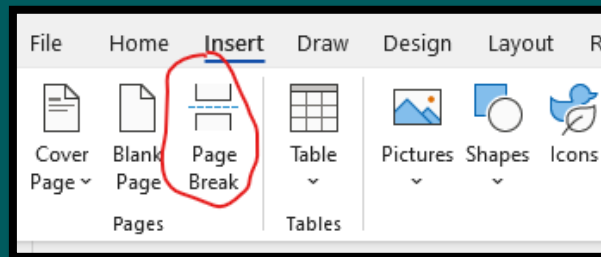 File Home Insert Draw Design Layout R
Cover Blank Page Table Pictures Shapes Icons
Page Page Break
Pages Tables